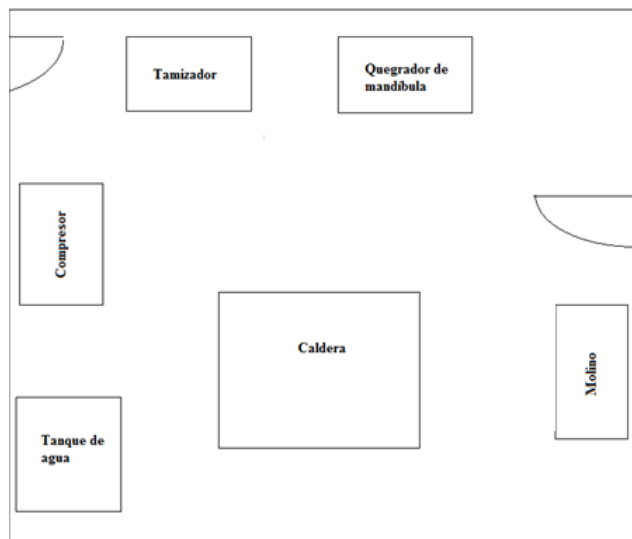 Tamizador
Quegrador de
mandíbula
Compresor
Caldera
Molino
Tanque de
agua